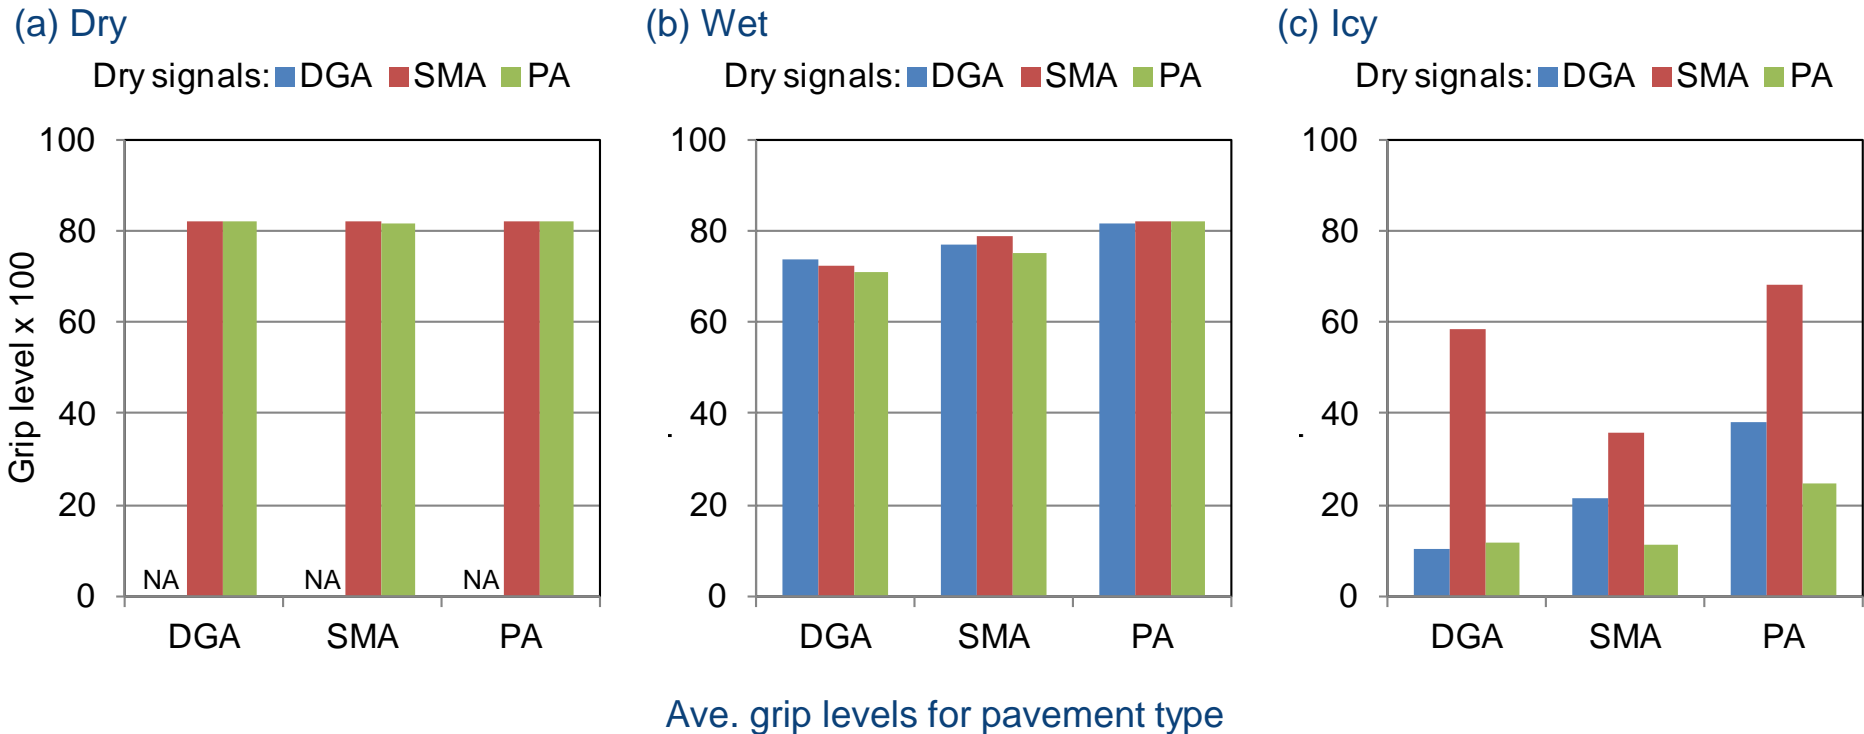 (a) Dry
Dry signals: DGA SMA PA
Grip level x 100
100
80
60
40
20
0
NA NA NA
DGA SMA PA
(b) Wet
Dry signals: DGA SMA PA
100
80
60
40
20
0
DGA SMA PA
(c) Icy
Dry signals: DGA SMA PA
100
80
60
40
20
0
DGA SMA PA
Ave. grip levels for pavement type